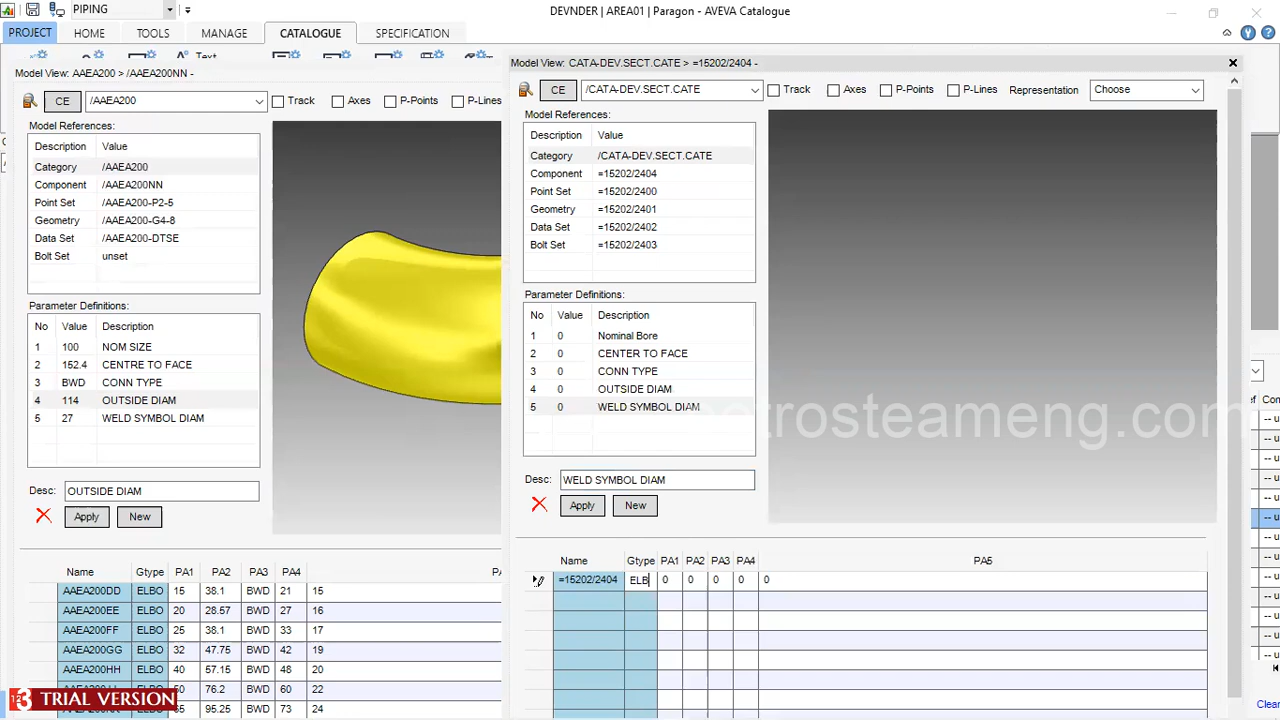 PIPING
DEVNDER | AREA01 | Paragon - AVEVA Catalogue
PROJECT HOME TOOLS MANAGE CATALOGUE SPECIFICATION
Text
Model View: AAEA200 > /AAEA200NN -
CE /AAEA200 Track Axes P-Points P-Lines
Model References:
Description Value
Category /AAEA200
Component /AAEA200NN
Point Set /AAEA200-P2-5
Geometry /AAEA200-G4-8
Data Set /AAEA200-DTSE
Bolt Set unset
Parameter Definitions:
No Value Description
1 100 NOM SIZE
2 152.4 CENTRE TO FACE
3 BWD CONN TYPE
4 114 OUTSIDE DIAM
5 27 WELD SYMBOL DIAM
Desc: OUTSIDE DIAM
Apply New
Name Gtype PA1 PA2 PA3 PA4
AAEA200DD ELBO 15 38.1 BWD 21 15
AAEA200EE ELBO 20 28.57 BWD 27 16
AAEA200FF ELBO 25 38.1 BWD 33 17
AAEA200GG ELBO 32 47.75 BWD 42 19
AAEA200HH ELBO 40 57.15 BWD 48 20
50 76.2 BWD 60 22
95.25 BWD 73 24
123 TRIAL VERSION
Model View: CATA-DEV.SECT.CATE > =15202/2404 -
CE /CATA-DEV.SECT.CATE Track Axes P-Points P-Lines Representation Choose
Model References:
Description Value
Category /CATA-DEV.SECT.CATE
Component =15202/2404
Point Set =15202/2400
Geometry =15202/2401
Data Set =15202/2402
Bolt Set =15202/2403
Parameter Definitions:
No Value Description
1 0 Nominal Bore
2 0 CENTER TO FACE
3 0 CONN TYPE
4 0 OUTSIDE DIAM
5 0 WELD SYMBOL DIAM
Desc: WELD SYMBOL DIAM
Apply New
Name Gtype PA1 PA2 PA3 PA4 PA5
=15202/2404 ELB 0 0 0 0 0
ctrosteameng.com
Clear